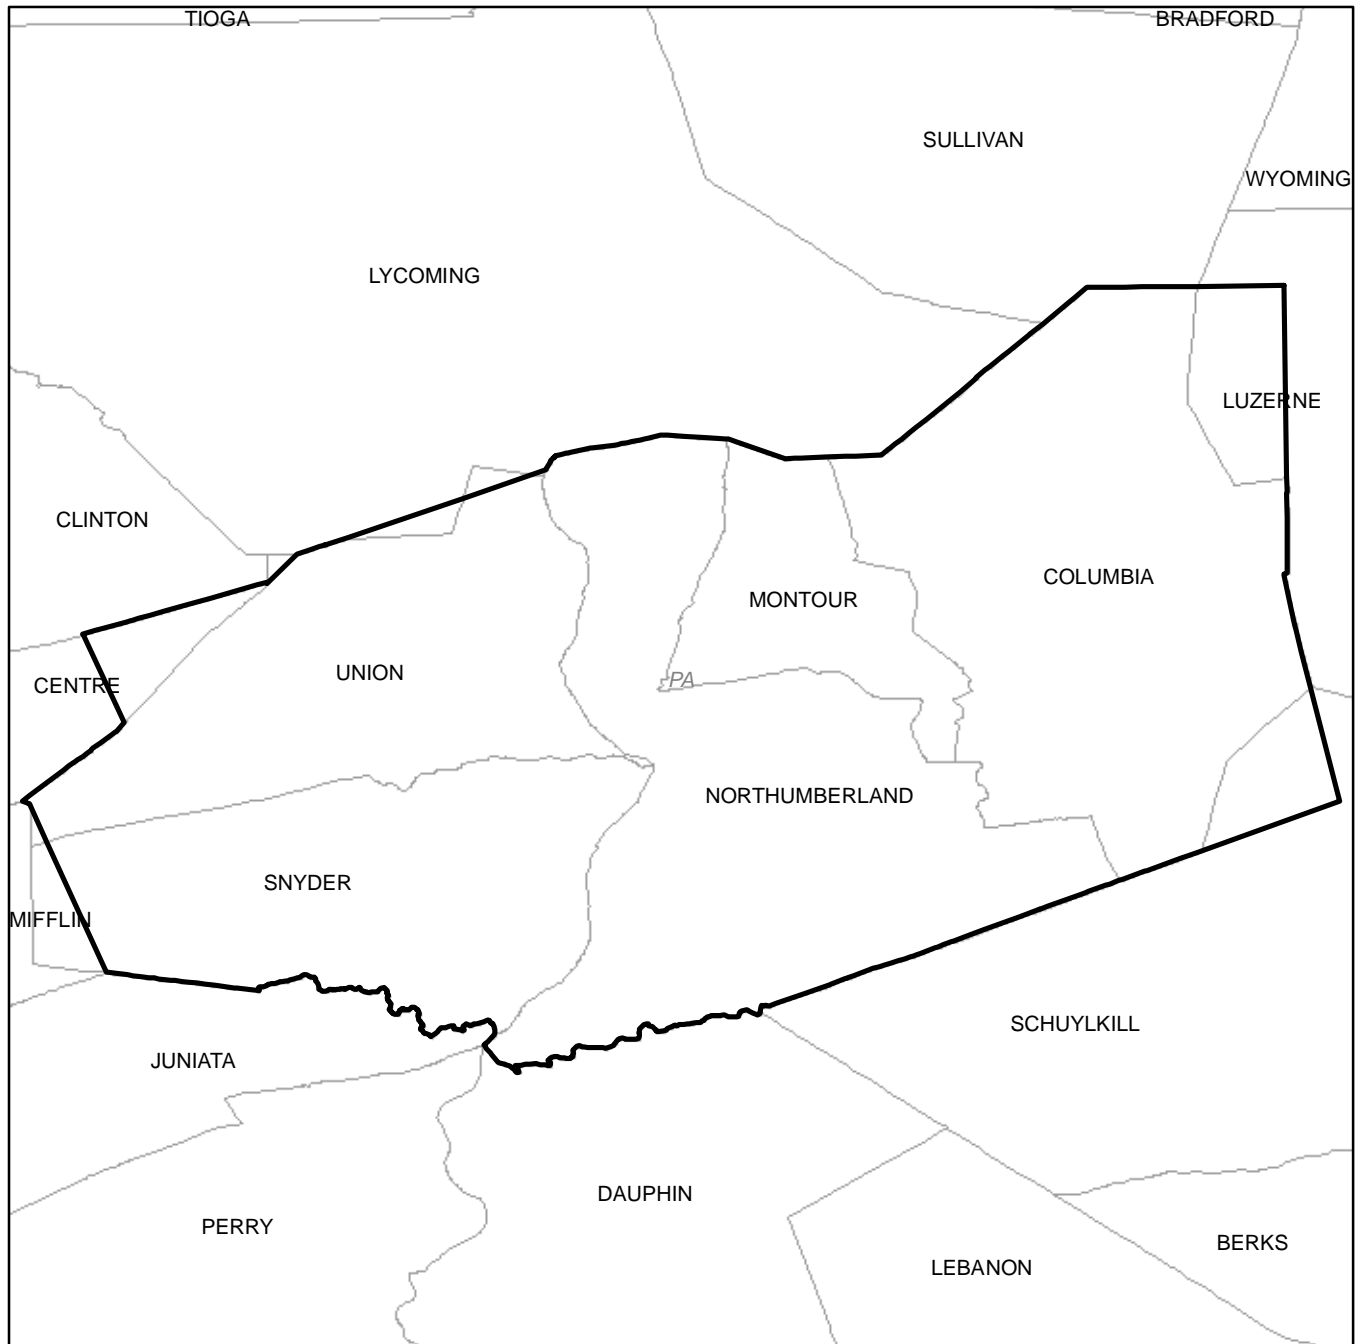 TIOGA
BRADFORD
SULLIVAN
WYOMING
LYCOMING
LUZERNE
CLINTON
COLUMBIA
MONTOUR
UNION
PA
CENTRE
NORTHUMBERLAND
SNYDER
MIFFLIN
SCHUYLKILL
JUNIATA
DAUPHIN
PERRY
BERKS
LEBANON